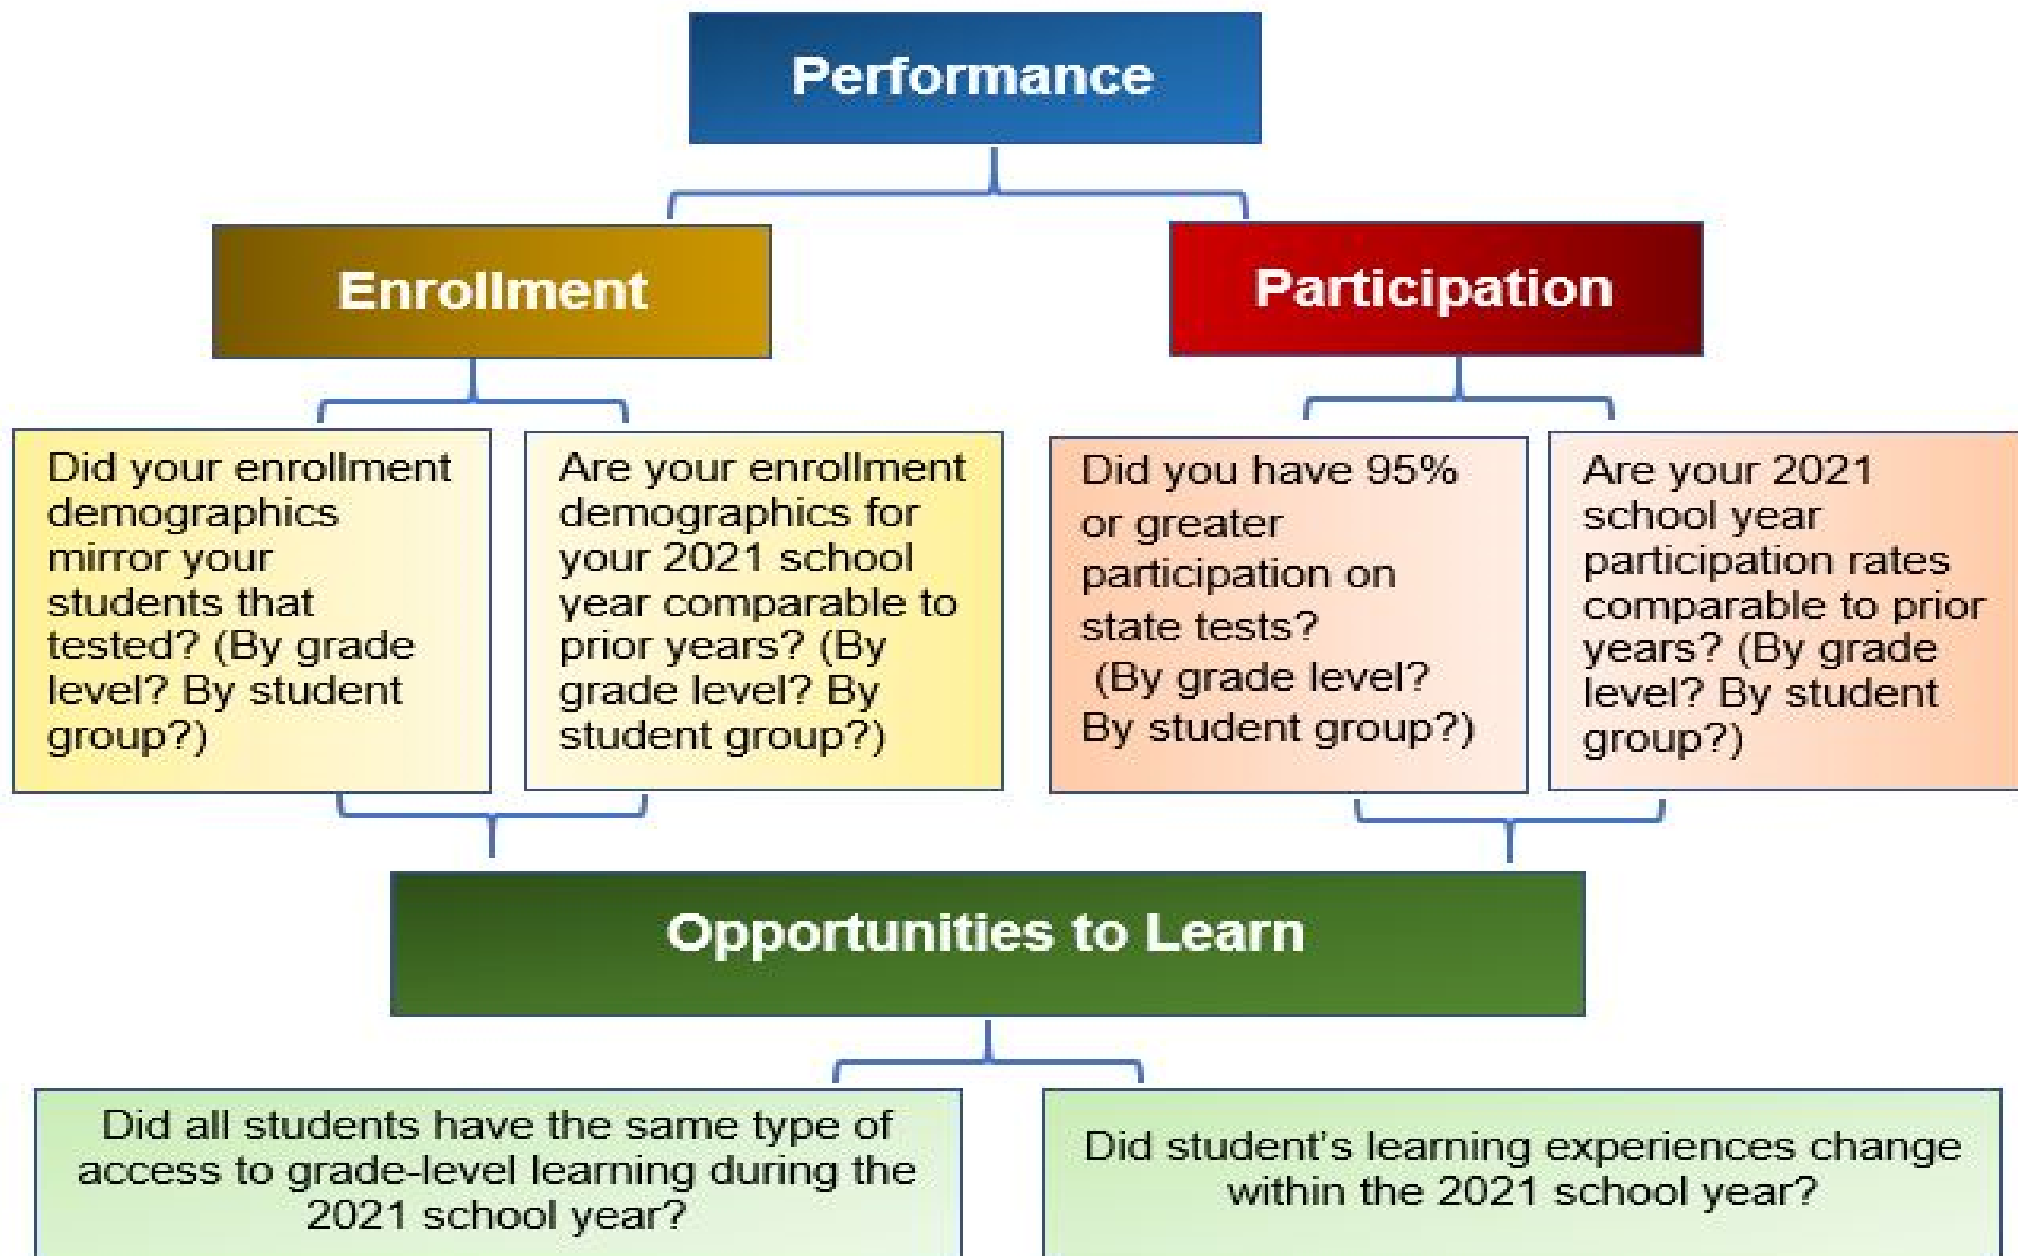 Performance
Enrollment
Participation
Did your enrollment
demographics
mirror your
students that
tested? (By grade
level? By student
group?)
Are your enrollment
demographics for
your 2021 school
year comparable to
prior years? (By
grade level? By
student group?)
Did you have 95%
or greater
participation on
state tests?
(By grade level?
By student group?)
Are your 2021
school year
participation rates
comparable to prior
years? (By grade
level? By student
group?)
Opportunities to Learn
Did all students have the same type of
access to grade-level learning during the
2021 school year?
Did student's learning experiences change
within the 2021 school year?